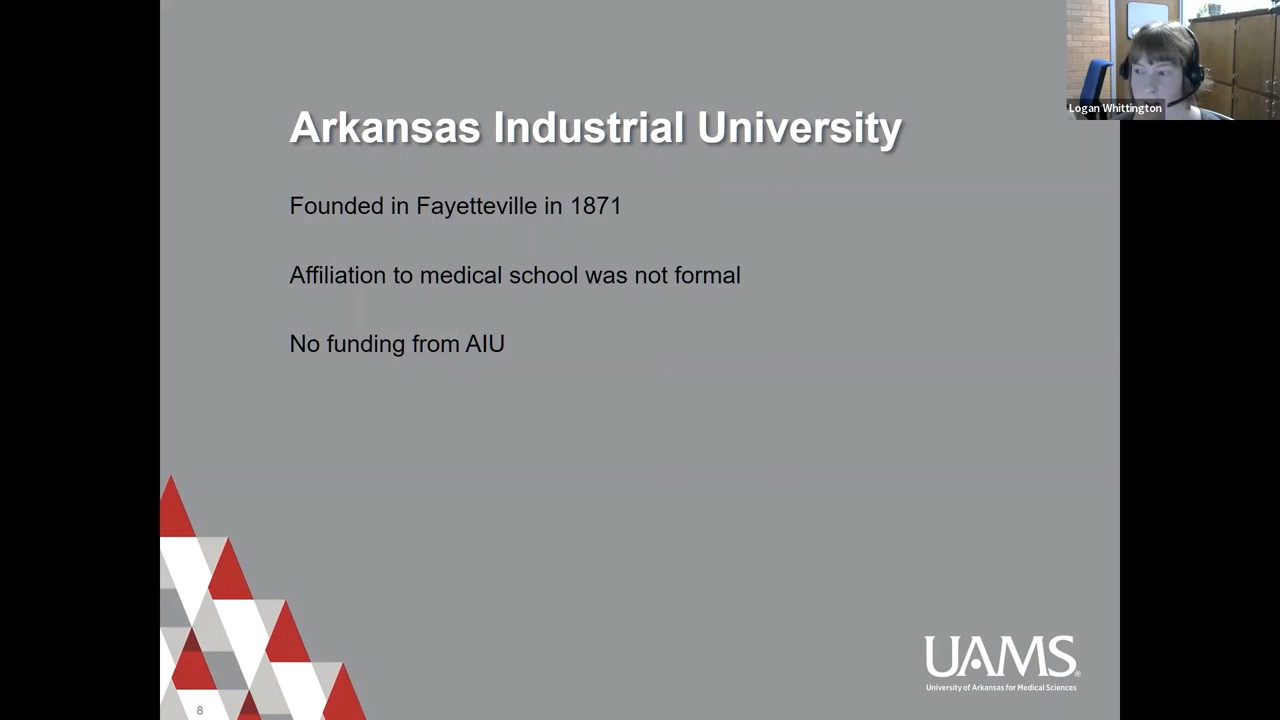 Arkansas Industrial University
Founded in Fayetteville in 1871
Affiliation to medical school was not formal
No funding from AIU
Logan Whittington
UAMS®
University of Arkansas for Medical Sciences
8